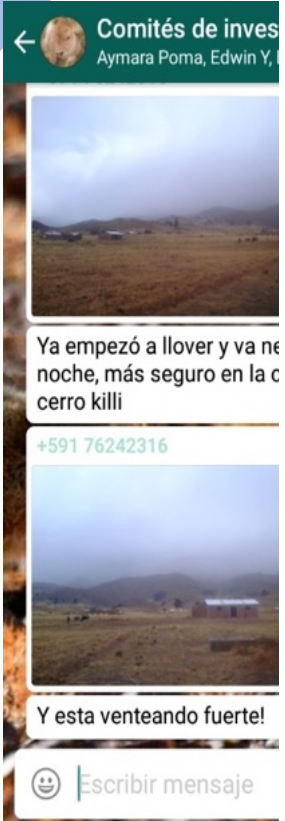 Comités de inves
Aymara Poma, Edwin Y,
Ya empezó a llover y va ne
noche, más seguro en la c
cerro killi
+591 76242316
Y esta venteando fuerte!
Escribir mensaje